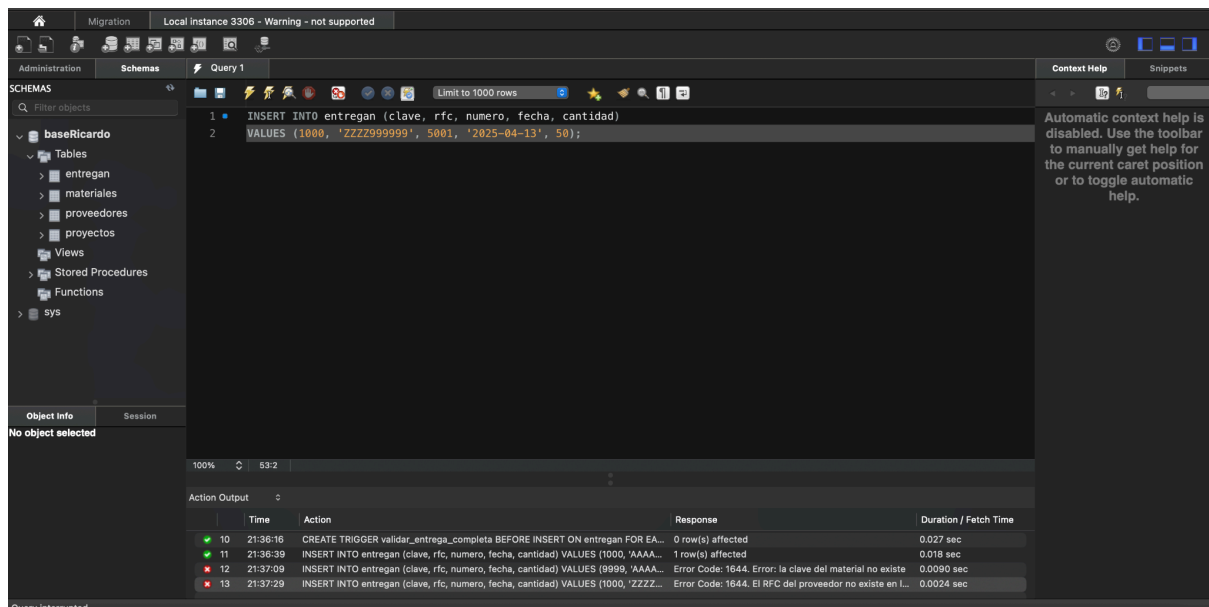 Migration
Local instance 3306 - Warning - not supported
Administration
Schemas
Query 1
Context Help
Snippets
SCHEMAS
Filter objects
baseRicardo
Tables
entregan
materiales
proveedores
proyectos
Views
Stored Procedures
Functions
sys
Limit to 1000 rows
1 INSERT INTO entregan (clave, rfc, numero, fecha, cantidad)
2 VALUES (1000, 'ZZZZ999999', 5001, '2025-04-13', 50);
Automatic context help is
disabled. Use the toolbar
to manually get help for
the current caret position
or to toggle automatic
help.
Object Info
Session
No object selected
100% 53:2
Action Output
Time Action Response Duration / Fetch Time
10 21:36:16 CREATE TRIGGER validar_entrega_completa BEFORE INSERT ON entregan FOR EA... 0 row(s) affected 0.027 sec
11 21:36:39 INSERT INTO entregan (clave, rfc, numero, fecha, cantidad) VALUES (1000, 'AAAA... 1 row(s) affected 0.018 sec
12 21:37:09 INSERT INTO entregan (clave, rfc, numero, fecha, cantidad) VALUES (9999, 'AAAA... Error Code: 1644. Error: la clave del material no existe 0.0090 sec
13 21:37:29 INSERT INTO entregan (clave, rfc, numero, fecha, cantidad) VALUES (1000, 'ZZZZ... Error Code: 1644. El RFC del proveedor no existe en l... 0.0024 sec
Query interrupted